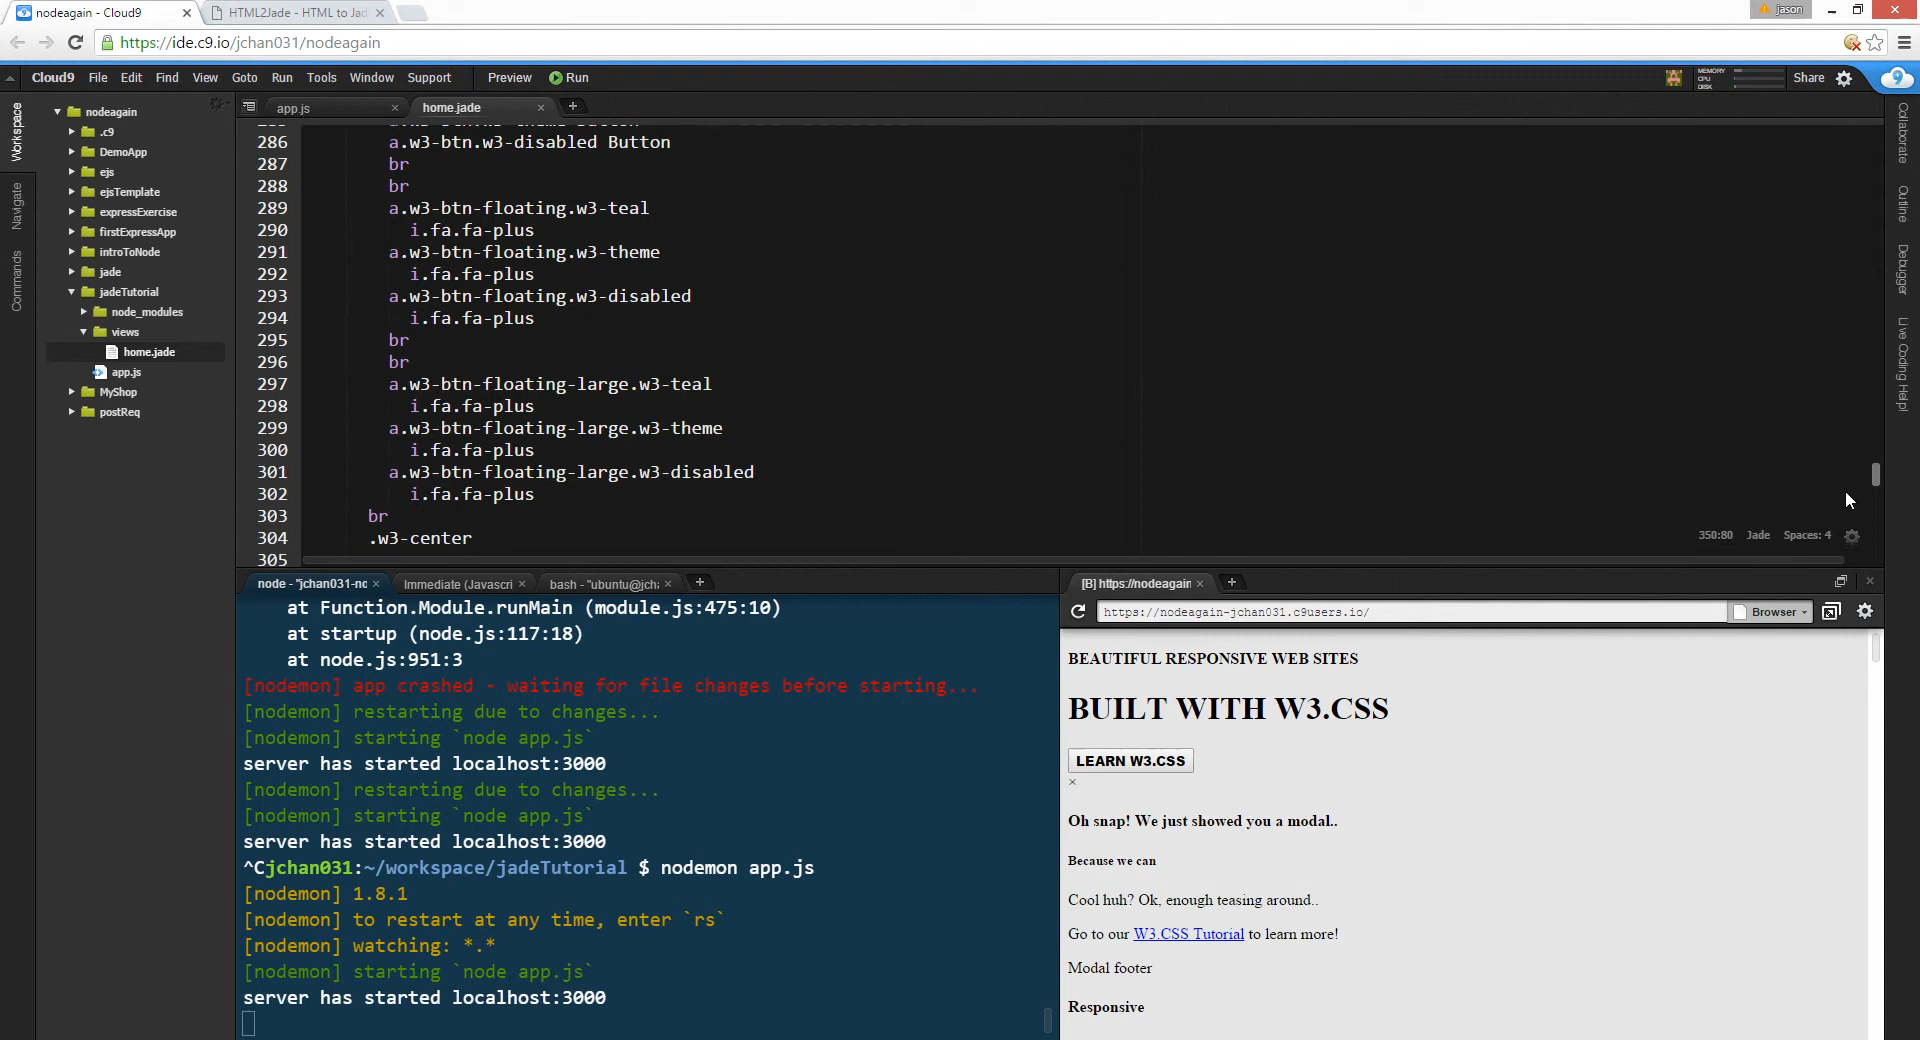 nodeagain - Cloud9
HTML2Jade - HTML to Jad
jason
https://ide.c9.io/jchan031/nodeagain
Cloud9 File Edit Find View Goto Run Tools Window Support Preview Run
MEMORY
CPU
DISK
Share
Workspace
Navigate
Commands
nodeagain
.c9
DemoApp
ejs
ejsTemplate
expressExercise
firstExpressApp
introToNode
jade
jadeTutorial
node_modules
views
home.jade
app.js
MyShop
postReq
app.js
home.jade
286 a.w3-btn.w3-disabled Button
287 br
288 br
289 a.w3-btn-floating.w3-teal
290 i.fa.fa-plus
291 a.w3-btn-floating.w3-theme
292 i.fa.fa-plus
293 a.w3-btn-floating.w3-disabled
294 i.fa.fa-plus
295 br
296 br
297 a.w3-btn-floating-large.w3-teal
298 i.fa.fa-plus
299 a.w3-btn-floating-large.w3-theme
300 i.fa.fa-plus
301 a.w3-btn-floating-large.w3-disabled
302 i.fa.fa-plus
303 br
304 .w3-center
305
350:80 Jade Spaces: 4
Collaborate
Outline
Debugger
Live Coding Help!
node - "jchan031-no
Immediate (Javascri
bash - "ubuntu@jcha
at Function.Module.runMain (module.js:475:10)
at startup (node.js:117:18)
at node.js:951:3
[nodemon] app crashed - waiting for file changes before starting...
[nodemon] restarting due to changes...
[nodemon] starting `node app.js`
server has started localhost:3000
[nodemon] restarting due to changes...
[nodemon] starting `node app.js`
server has started localhost:3000
^Cjchan031:~/workspace/jadeTutorial $ nodemon app.js
[nodemon] 1.8.1
[nodemon] to restart at any time, enter `rs`
[nodemon] watching: *.*
[nodemon] starting `node app.js`
server has started localhost:3000
[B] https://nodeagain
https://nodeagain-jchan031.c9users.io/
Browser
BEAUTIFUL RESPONSIVE WEB SITES
BUILT WITH W3.CSS
LEARN W3.CSS
×
Oh snap! We just showed you a modal..
Because we can
Cool huh? Ok, enough teasing around..
Go to our W3.CSS Tutorial to learn more!
Modal footer
Responsive